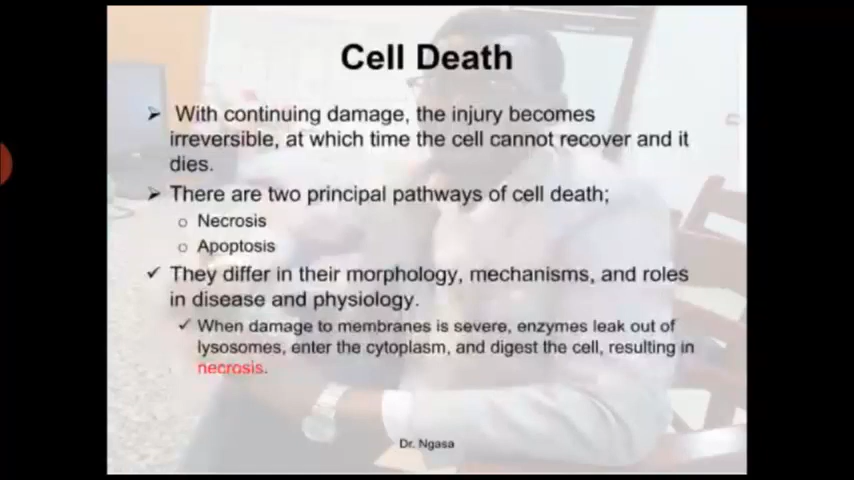 Cell Death
➢ With continuing damage, the injury becomes
irreversible, at which time the cell cannot recover and it
dies.
➢ There are two principal pathways of cell death;
o Necrosis
o Apoptosis
✓ They differ in their morphology, mechanisms, and roles
in disease and physiology.
✓ When damage to membranes is severe, enzymes leak out of
lysosomes, enter the cytoplasm, and digest the cell, resulting in
necrosis.
Dr. Ngasa